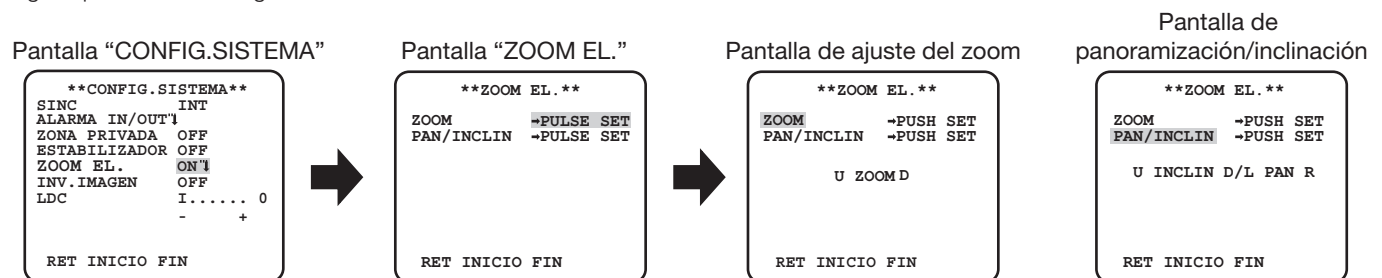 Pantalla “CONFIG.SISTEMA”
**CONFIG.SISTEMA**
SINC INT
ALARMA IN/OUT
ZONA PRIVADA OFF
ESTABILIZADOR OFF
ZOOM EL. ON
INV.IMAGEN OFF
LDC I...... 0
- +
RET INICIO FIN
Pantalla “ZOOM EL.”
**ZOOM EL.**
ZOOM →PULSE SET
PAN/INCLIN →PULSE SET
RET INICIO FIN
Pantalla de ajuste del zoom
**ZOOM EL.**
ZOOM →PUSH SET
PAN/INCLIN →PUSH SET
U ZOOM D
RET INICIO FIN
Pantalla de
panoramización/inclinación
**ZOOM EL.**
ZOOM →PUSH SET
PAN/INCLIN →PUSH SET
U INCLIN D/L PAN R
RET INICIO FIN